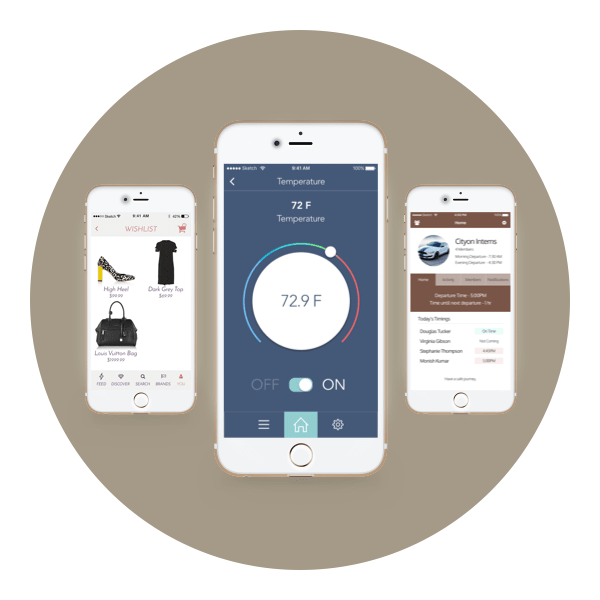 Sketch 9:41 AM 42%
WISHLIST
High Heel
$99.99
Dark Grey Top
$69.99
Louis Vuitton Bag
$1999.99
FEED DISCOVER SEARCH BRANDS YOU
Sketch 9:41 AM 100%
Temperature
72 F
Temperature
72.9 F
OFF ON
Home
Cityon Interns
Morning Departure - 7:30 AM
Evening Departure - 5:30 PM
Home Activity Members Notifications
Departure Time - 5:00PM
Time until next departure - 1 hr
Today's Timings:
Douglas Tucker On Time
Virginia Gibson Not Coming
Stephanie Thompson 4:45PM
Manish Kumar 5:00PM
Have a safe journey.